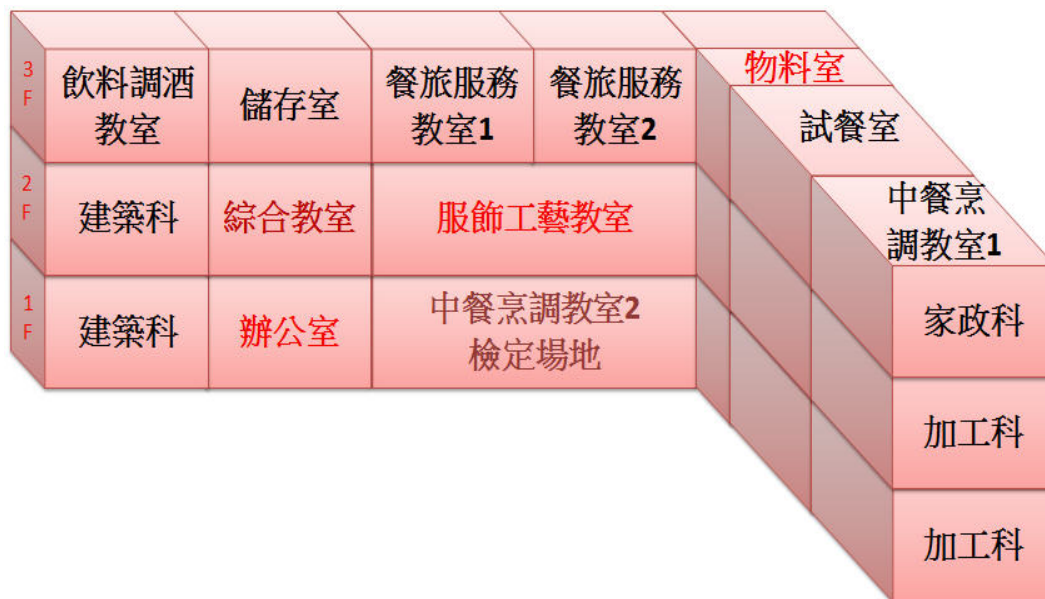 3
F
飲料調酒
教室
儲存室
餐旅服務
教室1
餐旅服務
教室2
物料室
試餐室
中餐烹
調教室1
2
F
建築科
綜合教室
服飾工藝教室
家政科
1
F
建築科
辦公室
中餐烹調教室2
檢定場地
加工科
加工科